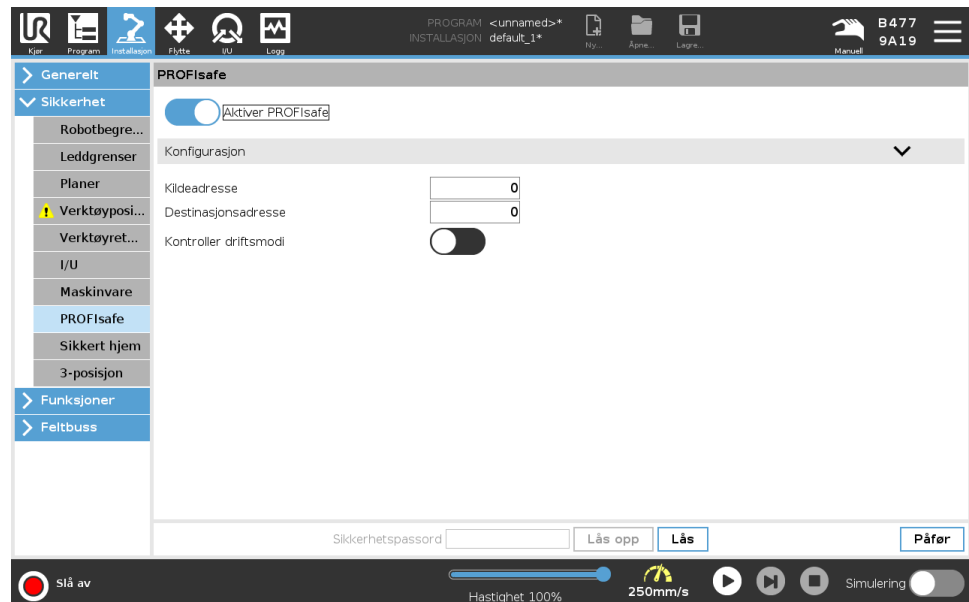 PROGRAM <unnamed>*
INSTALLASJON default_1*
Kjør
Program
Installasjon
Flytte
I/U
Logg
Ny...
Åpne...
Lagre...
Manuell
B477
9A19
Generelt
Sikkerhet
Robotbegre...
Leddgrenser
Planer
Verktøyposi...
Verktøyret...
I/U
Maskinvare
PROFIsafe
Sikkert hjem
3-posisjon
Funksjoner
Feltbuss
PROFIsafe
Aktiver PROFIsafe
Konfigurasjon
Kildeadresse 0
Destinasjonsadresse 0
Kontroller driftsmodi
Sikkerhetspassord Lås opp Lås Påfør
Slå av
Hastighet 100%
250mm/s
Simulering